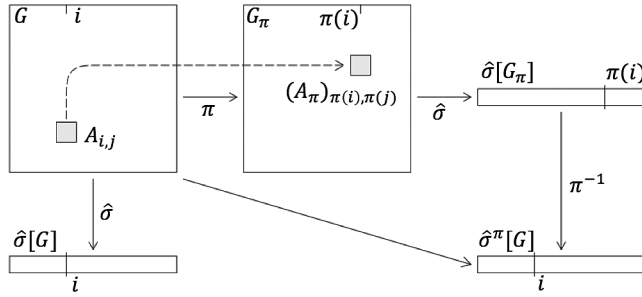 G i
G_π π(i)
(A_π)_{π(i),π(j)}
A_{i,j}
π
σ̂
σ̂[G_π] π(i)
σ̂
π^{−1}
σ̂[G]
i
σ̂^π[G]
i